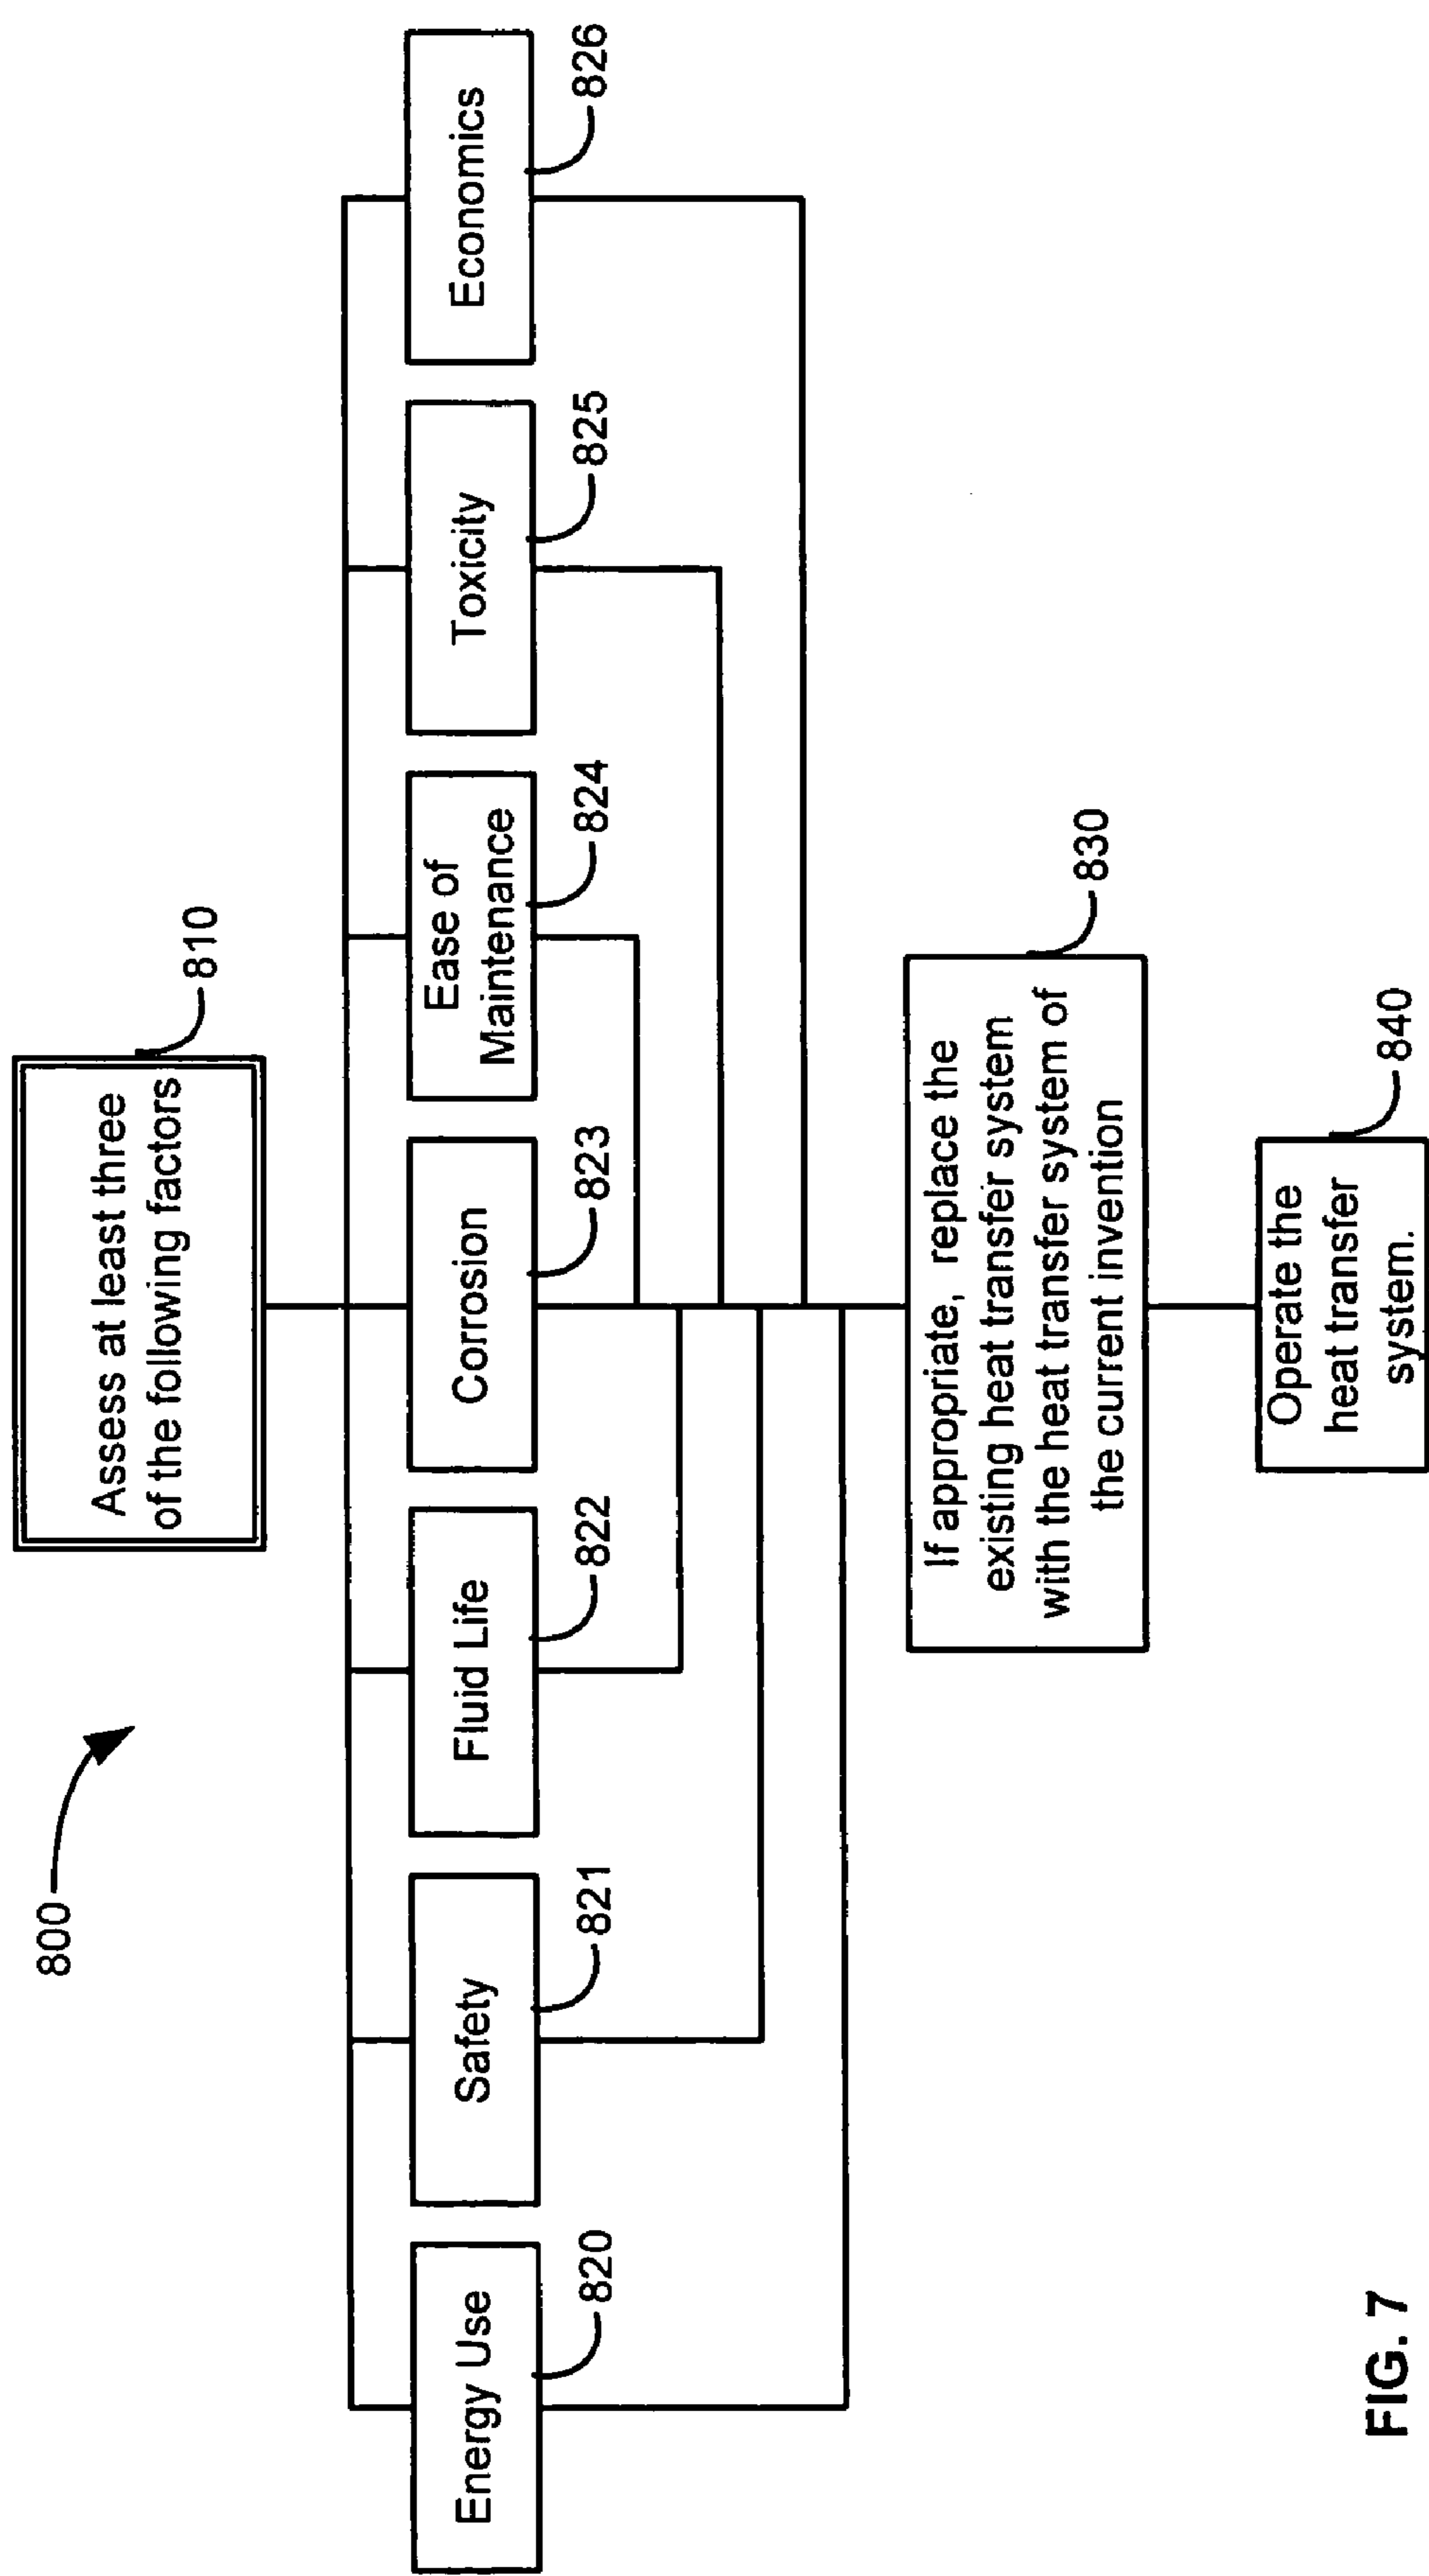 800
Assess at least three
of the following factors
810
Energy Use
820
Safety
821
Fluid Life
822
Corrosion
823
Ease of
Maintenance
824
Toxicity
825
Economics
826
If appropriate, replace the
existing heat transfer system
with the heat transfer system of
the current invention
830
Operate the
heat transfer
system.
840
FIG. 7